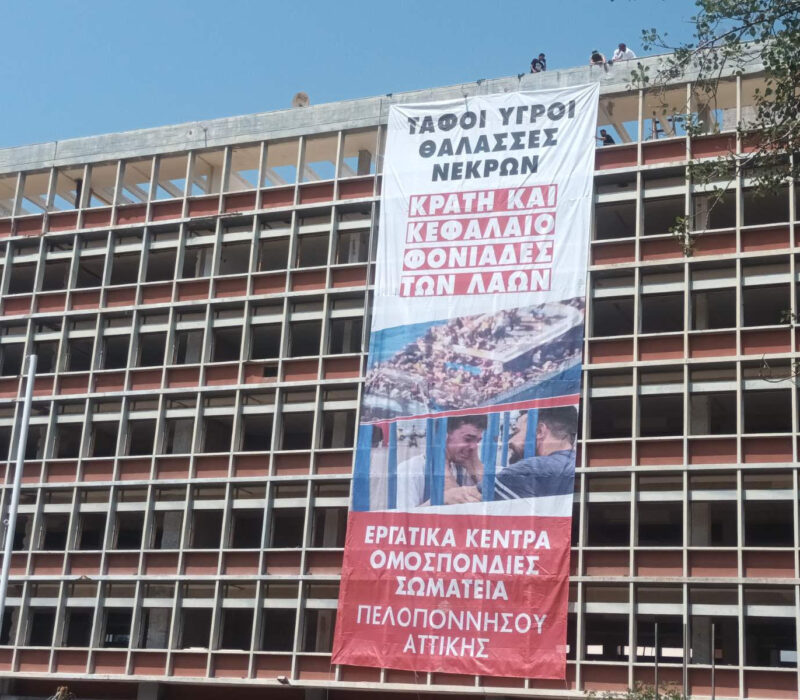 ΤΑΦΟΙ ΥΓΡΟΙ
ΘΑΛΑΣΣΕΣ
ΝΕΚΡΩΝ
ΚΡΑΤΗ ΚΑΙ
ΚΕΦΑΛΑΙΟ
ΦΟΝΙΑΔΕΣ
ΤΩΝ ΛΑΩΝ
ΕΡΓΑΤΙΚΑ ΚΕΝΤΡΑ
ΟΜΟΣΠΟΝΔΙΕΣ
ΣΩΜΑΤΕΙΑ
ΠΕΛΟΠΟΝΝΗΣΟΥ
ΑΤΤΙΚΗΣ